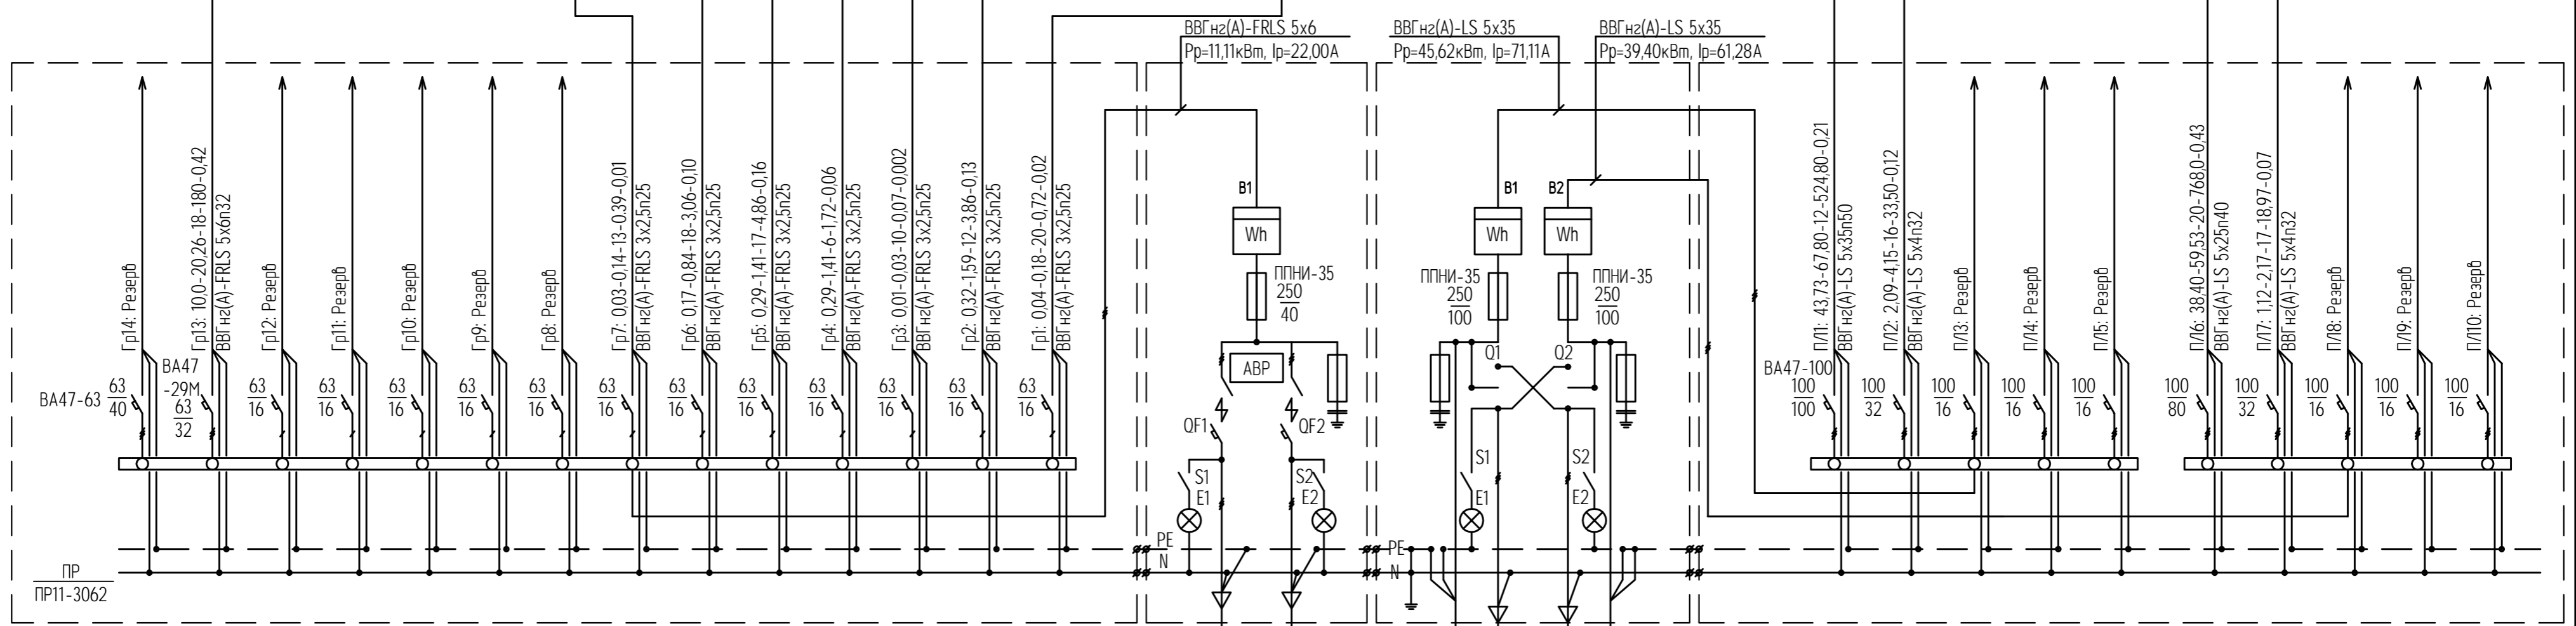 ВВГнг(А)-FRLS 5х6
Рр=11,11кВт, Iр=22,00А
ВВГнг(А)-LS 5х35
Рр=45,62кВт, Iр=71,11А
ВВГнг(А)-LS 5х35
Рр=39,40кВт, Iр=61,28А
Гр14: Резерв
Гр13: 10,0-20,26-18-180-0,42
ВВГнг(А)-FRLS 5х6п32
Гр12: Резерв
Гр11: Резерв
Гр10: Резерв
Гр9: Резерв
Гр8: Резерв
Гр7: 0,03-0,14-13-0.39-0,01
ВВГнг(А)-FRLS 3х2,5п25
Гр6: 0,17-0,84-18-3,06-0,10
ВВГнг(А)-FRLS 3х2,5п25
Гр5: 0,29-1,41-17-4,86-0,16
ВВГнг(А)-FRLS 3х2,5п25
Гр4: 0,29-1,41-6-1,72-0,06
ВВГнг(А)-FRLS 3х2,5п25
Гр3: 0,01-0,03-10-0,07-0,002
ВВГнг(А)-FRLS 3х2,5п25
Гр2: 0,32-1,59-12-3,86-0,13
ВВГнг(А)-FRLS 3х2,5п25
Гр1: 0,04-0,18-20-0,72-0,02
ВВГнг(А)-FRLS 3х2,5п25
ВА47-63
63
40
ВА47
-29М
63
32
63
16
63
16
63
16
63
16
63
16
63
16
63
16
63
16
63
16
63
16
63
16
63
16
В1
Wh
ППНИ-35
250
40
АВР
QF1
QF2
S1
E1
S2
E2
В1
В2
Wh
Wh
ППНИ-35
250
100
ППНИ-35
250
100
Q1
Q2
S1
E1
S2
E2
П/1: 43,73-67,80-12-524,80-0,21
ВВГнг(А)-LS 5х35п50
П/2: 2,09-4,15-16-33,50-0,12
ВВГнг(А)-LS 5х4п32
П/3: Резерв
П/4: Резерв
П/5: Резерв
П/6: 38,40-59,53-20-768,0-0,43
ВВГнг(А)-LS 5х25п40
П/7: 1,12-2,17-17-18,97-0,07
ВВГнг(А)-LS 5х4п32
П/8: Резерв
П/9: Резерв
П/10: Резерв
ВА47-100
100
100
100
32
100
16
100
16
100
16
100
80
100
32
100
16
100
16
100
16
PE
N
PE
N
ПР
ПР11-3062